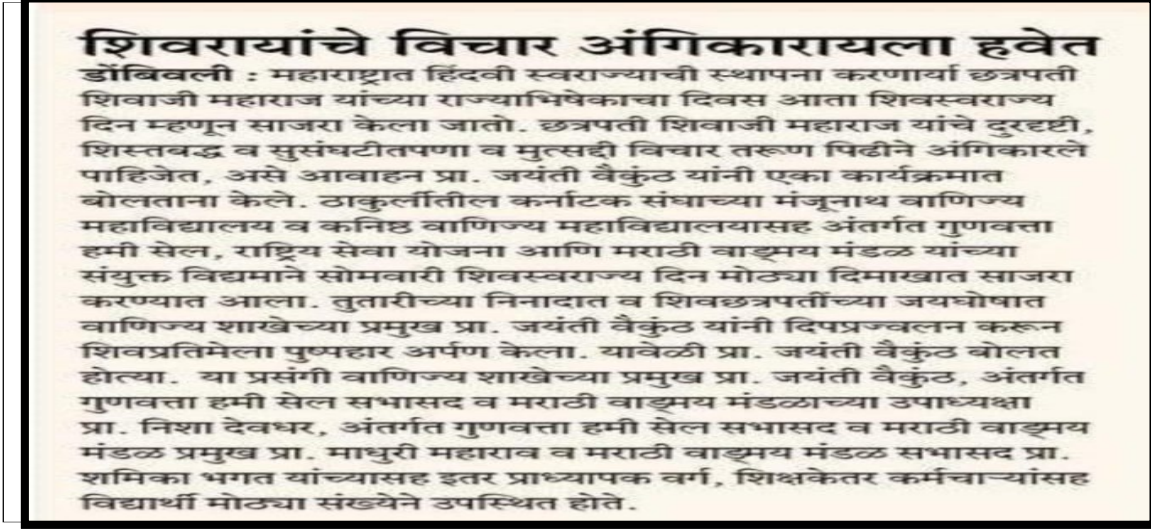 शिवरायांचे विचार अंगिकारायला हवेत
डोंबिवली : महाराष्ट्रात हिंदवी स्वराज्याची स्थापना करणार्या छत्रपती
शिवाजी महाराज यांच्या राज्याभिषेकाचा दिवस आता शिवस्वराज्य
दिन म्हणून साजरा केला जातो. छत्रपती शिवाजी महाराज यांचे दुरदृष्टी,
शिस्तबद्ध व सुसंघटीतपणा व मुत्सद्दी विचार तरूण पिढीने अंगिकारले
पाहिजेत, असे आवाहन प्रा. जयंती वैकुंठ यांनी एका कार्यक्रमात
बोलताना केले. ठाकुर्लीतील कर्नाटक संघाच्या मंजूनाथ वाणिज्य
महाविद्यालय व कनिष्ठ वाणिज्य महाविद्यालयासह अंतर्गत गुणवत्ता
हमी सेल, राष्ट्रिय सेवा योजना आणि मराठी वाङ्मय मंडळ यांच्या
संयुक्त विद्यमाने सोमवारी शिवस्वराज्य दिन मोठ्या दिमाखात साजरा
करण्यात आला. तुतारीच्या निनादात व शिवछत्रपतींच्या जयघोषात
वाणिज्य शाखेच्या प्रमुख प्रा. जयंती वैकुंठ यांनी दिपप्रज्वलन करून
शिवप्रतिमेला पुष्पहार अर्पण केला. यावेळी प्रा. जयंती वैकुंठ बोलत
होत्या. या प्रसंगी वाणिज्य शाखेच्या प्रमुख प्रा. जयंती वैकुंठ, अंतर्गत
गुणवत्ता हमी सेल सभासद व मराठी वाङ्मय मंडळाच्या उपाध्यक्षा
प्रा. निशा देवधर, अंतर्गत गुणवत्ता हमी सेल सभासद व मराठी वाङ्मय
मंडळ प्रमुख प्रा. माधुरी महाराव व मराठी वाङ्मय मंडळ सभासद प्रा.
शमिका भगत यांच्यासह इतर प्राध्यापक वर्ग, शिक्षकेतर कर्मचाऱ्यांसह
विद्यार्थी मोठ्या संख्येने उपस्थित होते.